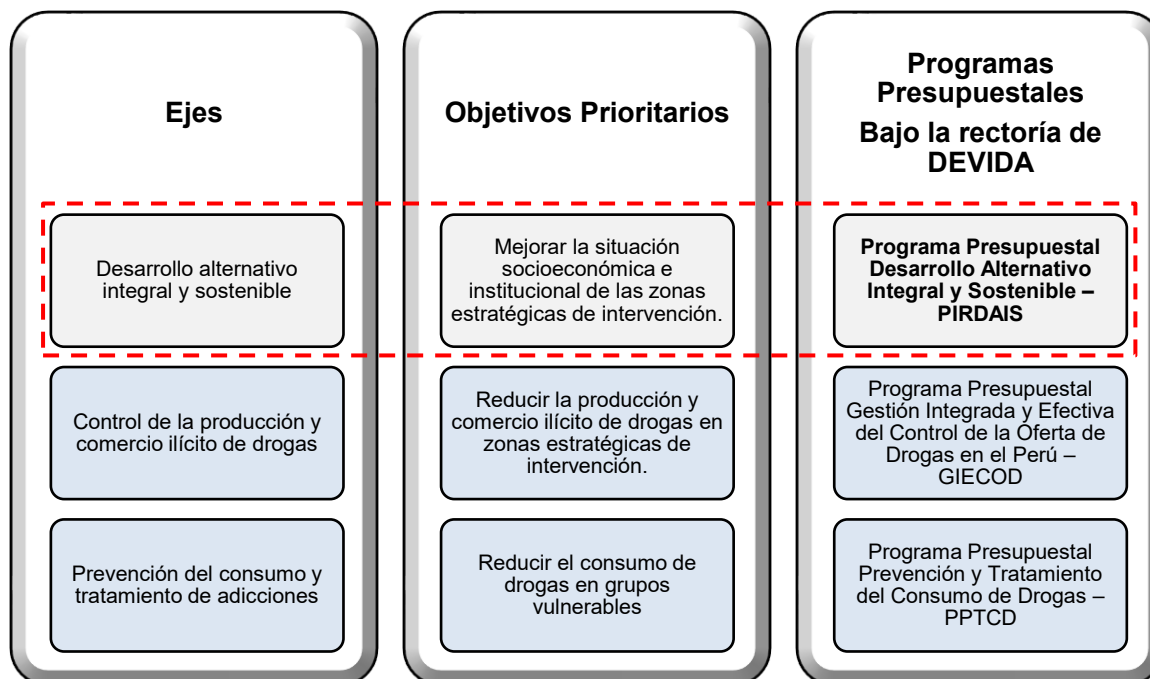 Ejes
Desarrollo alternativo
integral y sostenible
Control de la producción y
comercio ilícito de drogas
Prevención del consumo y
tratamiento de adicciones
Objetivos Prioritarios
Mejorar la situación
socioeconómica e
institucional de las zonas
estratégicas de intervención.
Reducir la producción y
comercio ilícito de drogas en
zonas estratégicas de
intervención.
Reducir el consumo de
drogas en grupos
vulnerables
Programas
Presupuestales
Bajo la rectoría de
DEVIDA
Programa Presupuestal
Desarrollo Alternativo
Integral y Sostenible –
PIRDAIS
Programa Presupuestal
Gestión Integrada y Efectiva
del Control de la Oferta de
Drogas en el Perú –
GIECOD
Programa Presupuestal
Prevención y Tratamiento
del Consumo de Drogas –
PPTCD